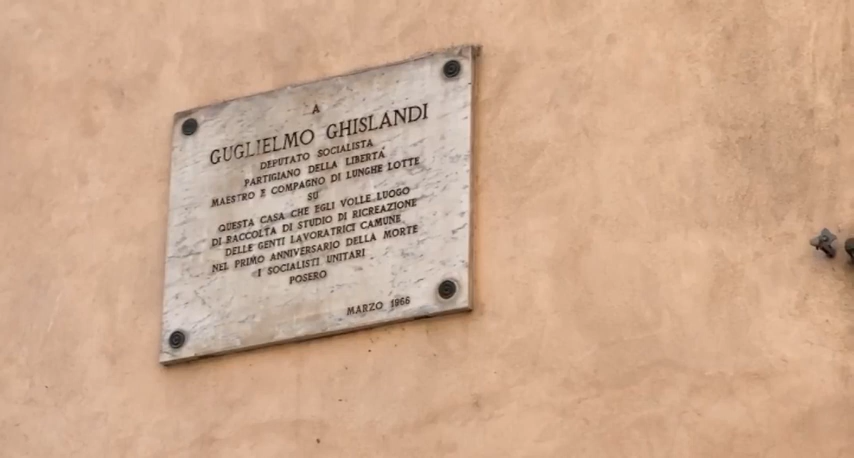 A
GUGLIELMO GHISLANDI
DEPUTATO SOCIALISTA
PARTIGIANO DELLA LIBERTÀ
MAESTRO E COMPAGNO DI LUNGHE LOTTE
SU
QUESTA CASA CHE EGLI VOLLE LUOGO
DI RACCOLTA DI STUDIO DI RICREAZIONE
DELLE GENTI LAVORATRICI CAMUNE
NEL PRIMO ANNIVERSARIO DELLA MORTE
I SOCIALISTI UNITARI
POSERO
MARZO 1966